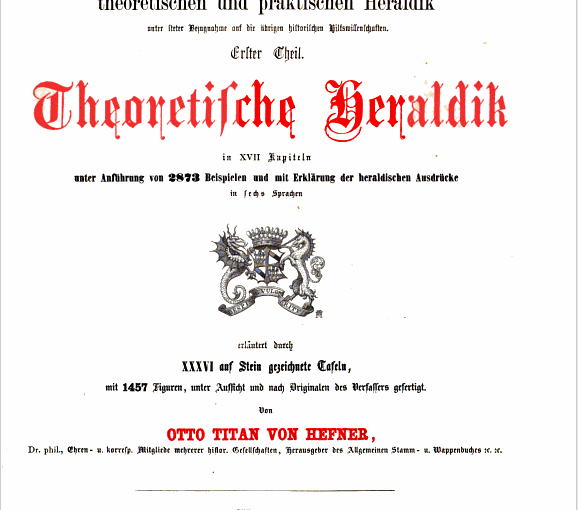 theoretischen und praktischen Heraldik
unter steter Bezugnahme auf die übrigen historischen Hilfswissenschaften.
Erster Theil.
Theoretische Heraldik
in XVII Kapiteln
unter Anführung von 2873 Beispielen und mit Erklärung der heraldischen Ausdrücke
in sechs Sprachen
erläutert durch
XXXVI auf Stein gezeichnete Tafeln,
mit 1457 Figuren, unter Aufsicht und nach Originalen des Verfassers gefertigt.
Von
OTTO TITAN VON HEFNER,
Dr. phil., Ehren- u. korresp. Mitgliede mehrerer histor. Gesellschaften, Herausgeber des Allgemeinen Stamm- u. Wappenbuches ꝛc. ꝛc.